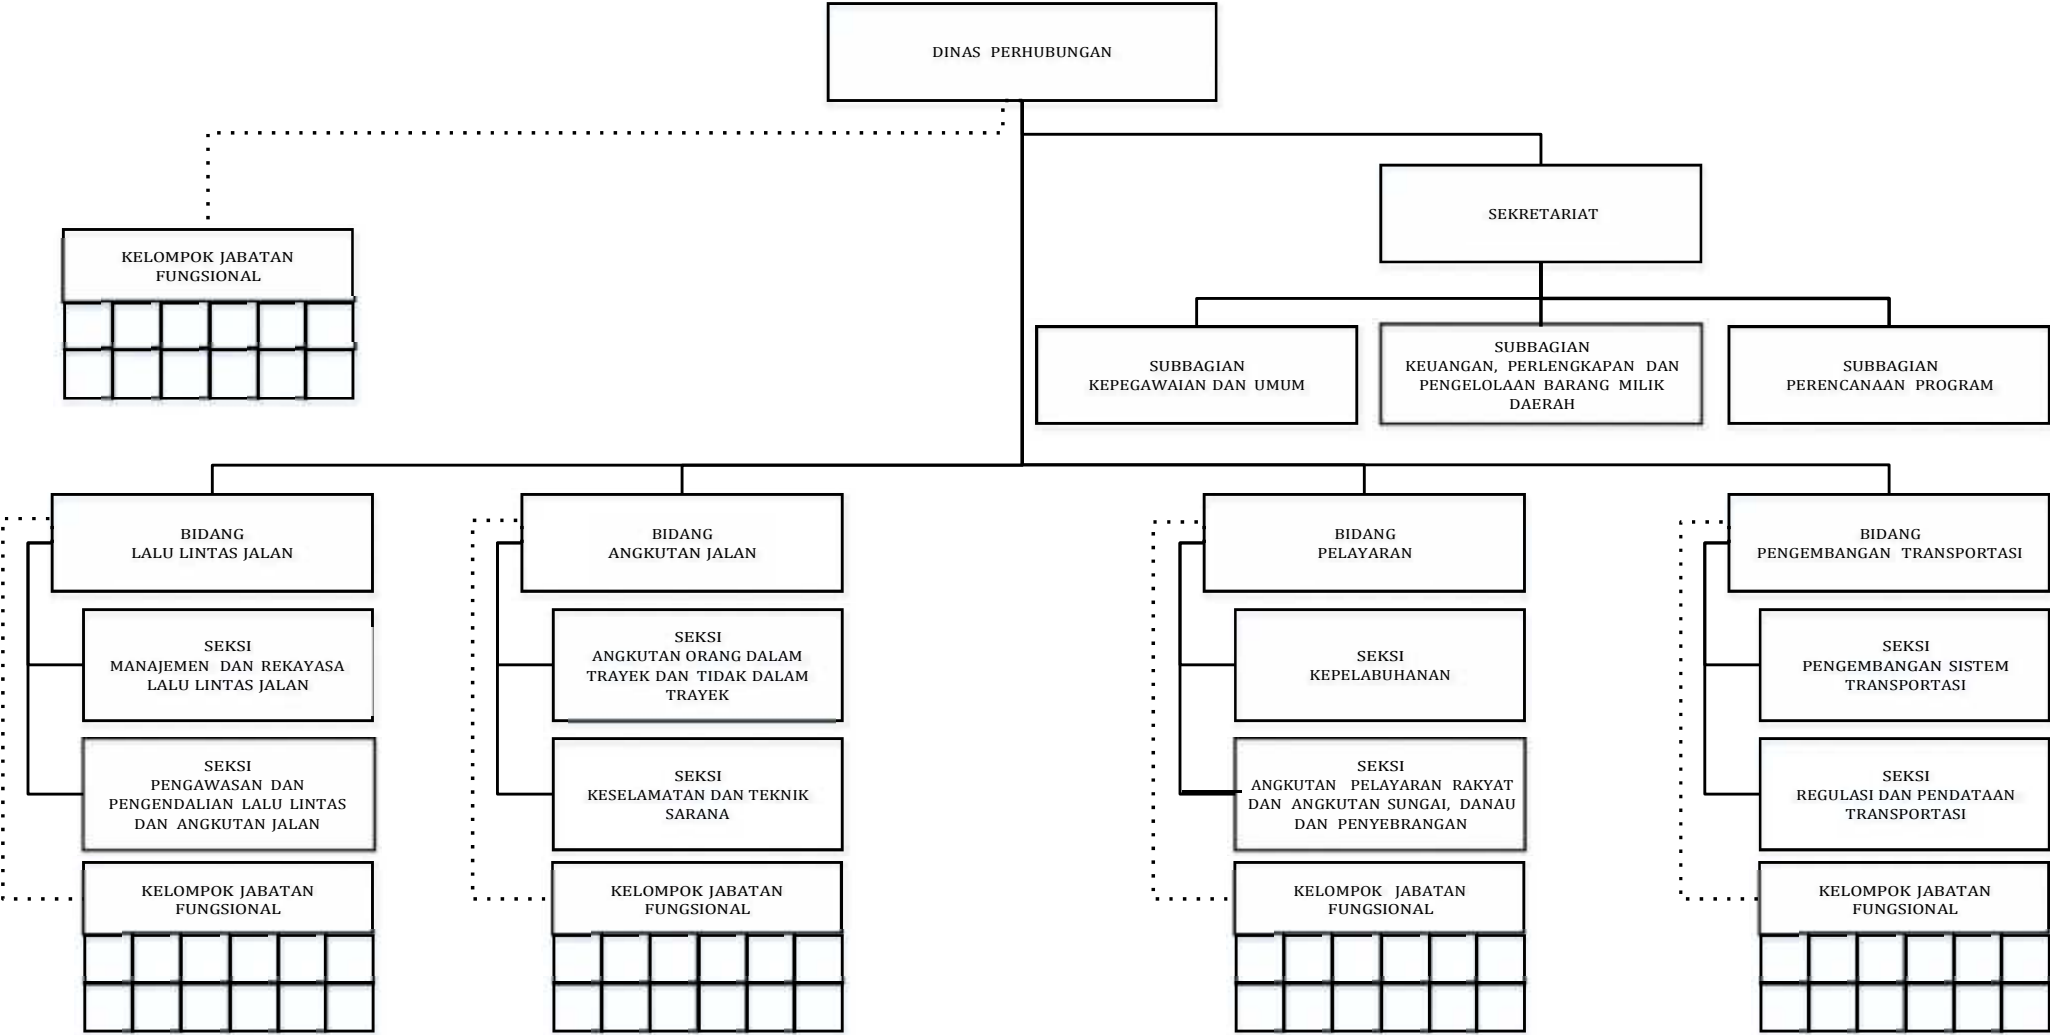 DINAS PERHUBUNGAN
SEKRETARIAT
KELOMPOK JABATAN
FUNGSIONAL
SUBBAGIAN
KEPEGAWAIAN DAN UMUM
SUBBAGIAN
KEUANGAN, PERLENGKAPAN DAN
PENGELOLAAN BARANG MILIK
DAERAH
SUBBAGIAN
PERENCANAAN PROGRAM
BIDANG
LALU LINTAS JALAN
SEKSI
MANAJEMEN DAN REKAYASA
LALU LINTAS JALAN
SEKSI
PENGAWASAN DAN
PENGENDALIAN LALU LINTAS
DAN ANGKUTAN JALAN
KELOMPOK JABATAN
FUNGSIONAL
BIDANG
ANGKUTAN JALAN
SEKSI
ANGKUTAN ORANG DALAM
TRAYEK DAN TIDAK DALAM
TRAYEK
SEKSI
KESELAMATAN DAN TEKNIK
SARANA
KELOMPOK JABATAN
FUNGSIONAL
BIDANG
PELAYARAN
SEKSI
KEPELABUHANAN
SEKSI
ANGKUTAN PELAYARAN RAKYAT
DAN ANGKUTAN SUNGAI, DANAU
DAN PENYEBRANGAN
KELOMPOK JABATAN
FUNGSIONAL
BIDANG
PENGEMBANGAN TRANSPORTASI
SEKSI
PENGEMBANGAN SISTEM
TRANSPORTASI
SEKSI
REGULASI DAN PENDATAAN
TRANSPORTASI
KELOMPOK JABATAN
FUNGSIONAL